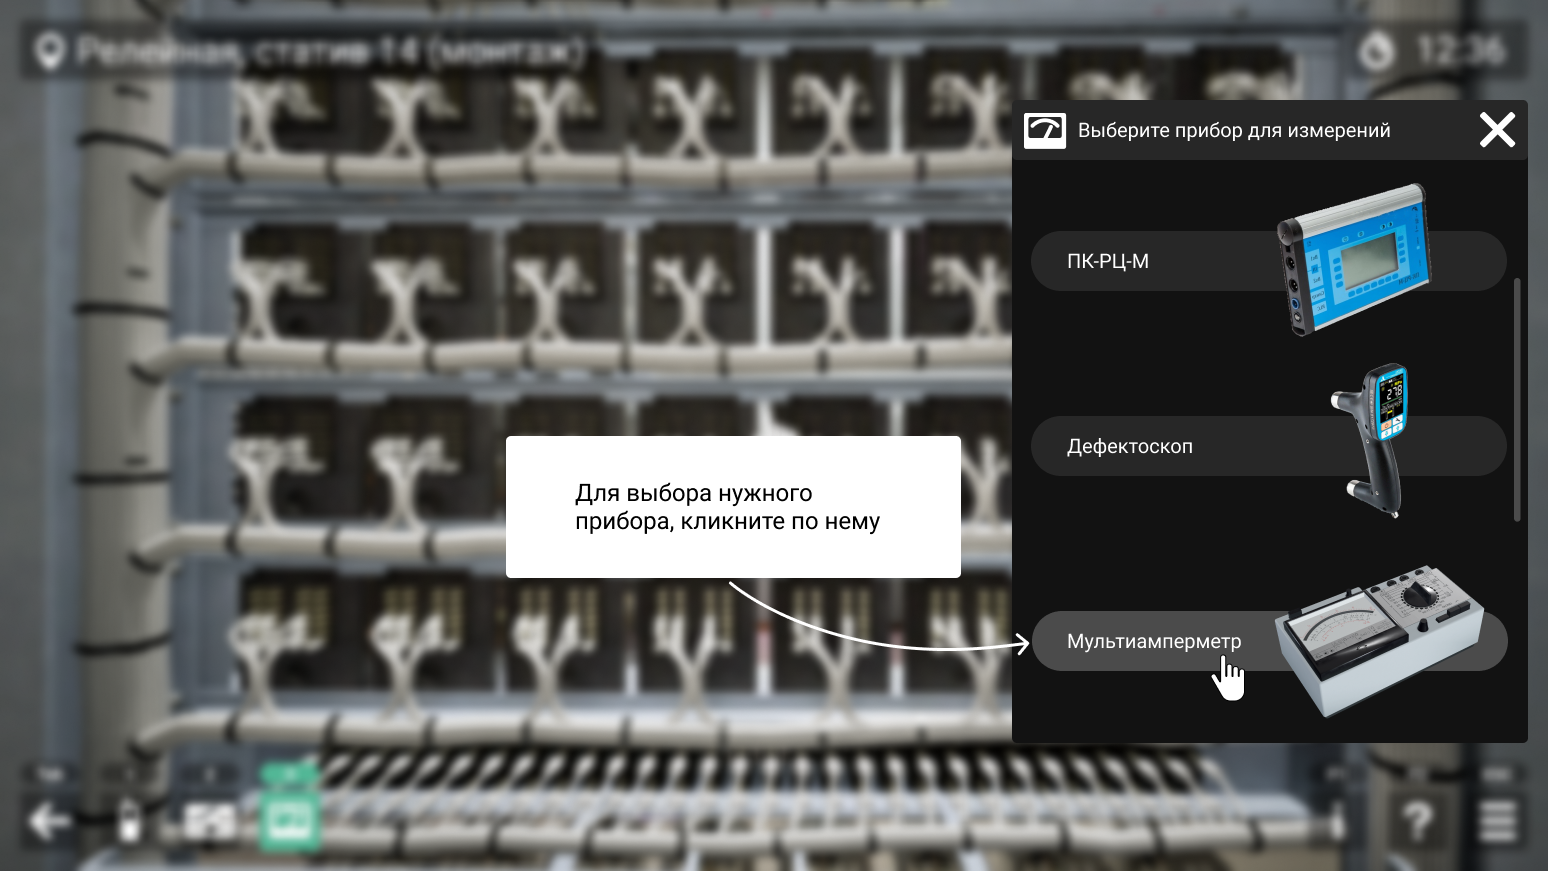 Релейная, статив 14 (монтаж)
12:36
Выберите прибор для измерений
ПК-РЦ-М
Дефектоскоп
278
Для выбора нужного
прибора, кликните по нему
Мультиамперметр
?